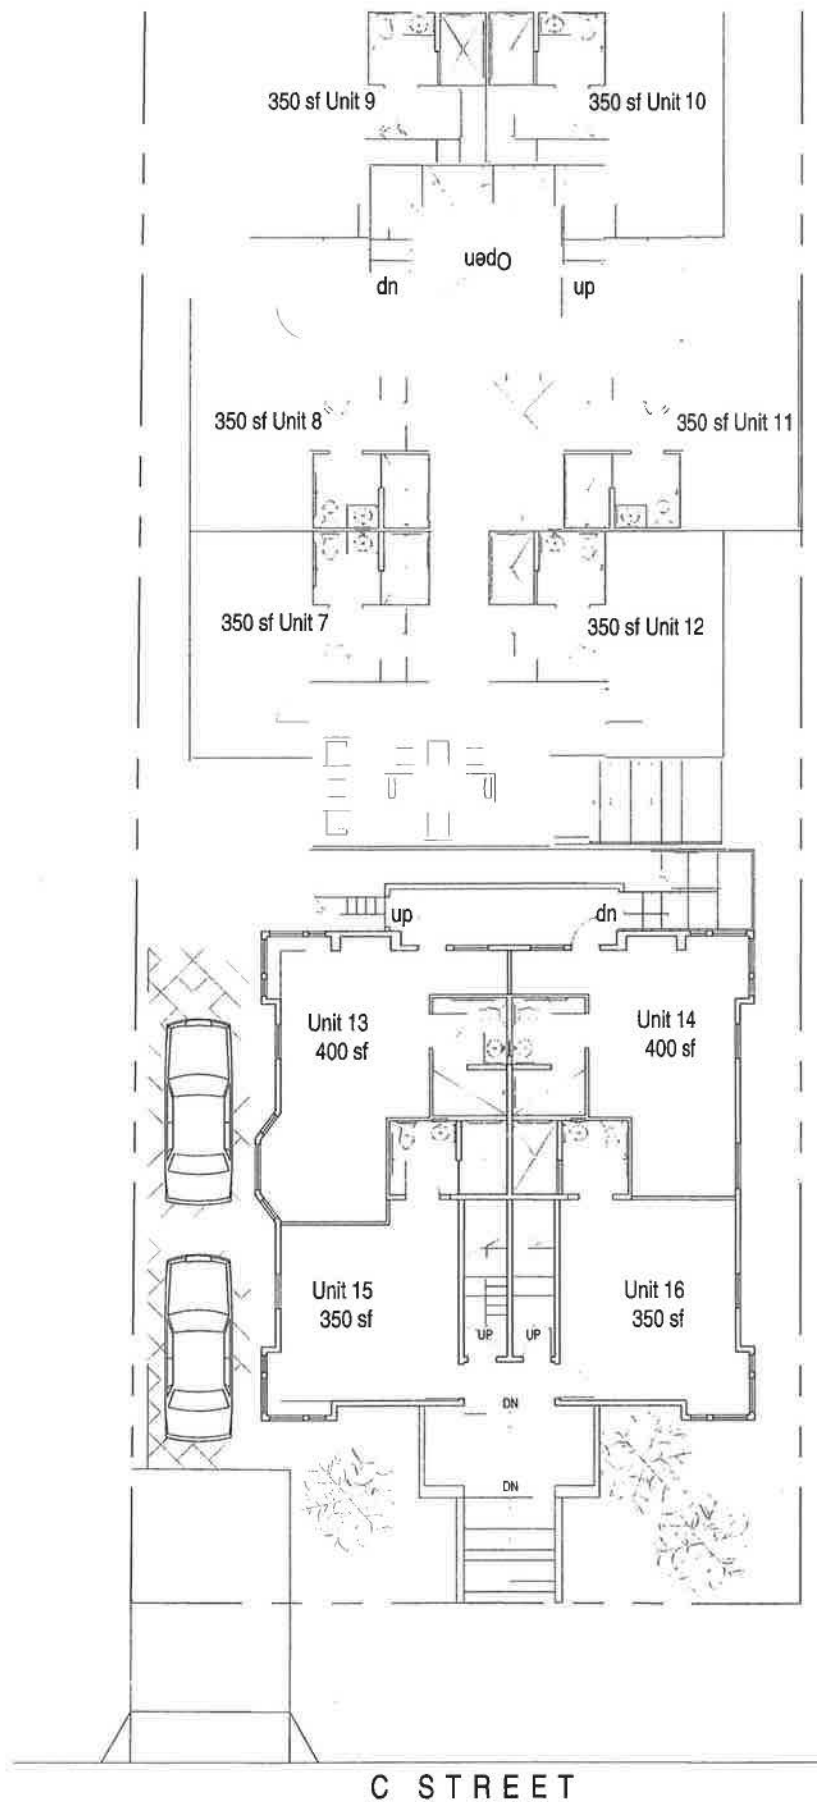 350 sf Unit 9
350 sf Unit 10
Open
dn
up
350 sf Unit 8
350 sf Unit 11
350 sf Unit 7
350 sf Unit 12
up
dn
Unit 13
400 sf
Unit 14
400 sf
Unit 15
350 sf
Unit 16
350 sf
UP
UP
DN
DN
C STREET